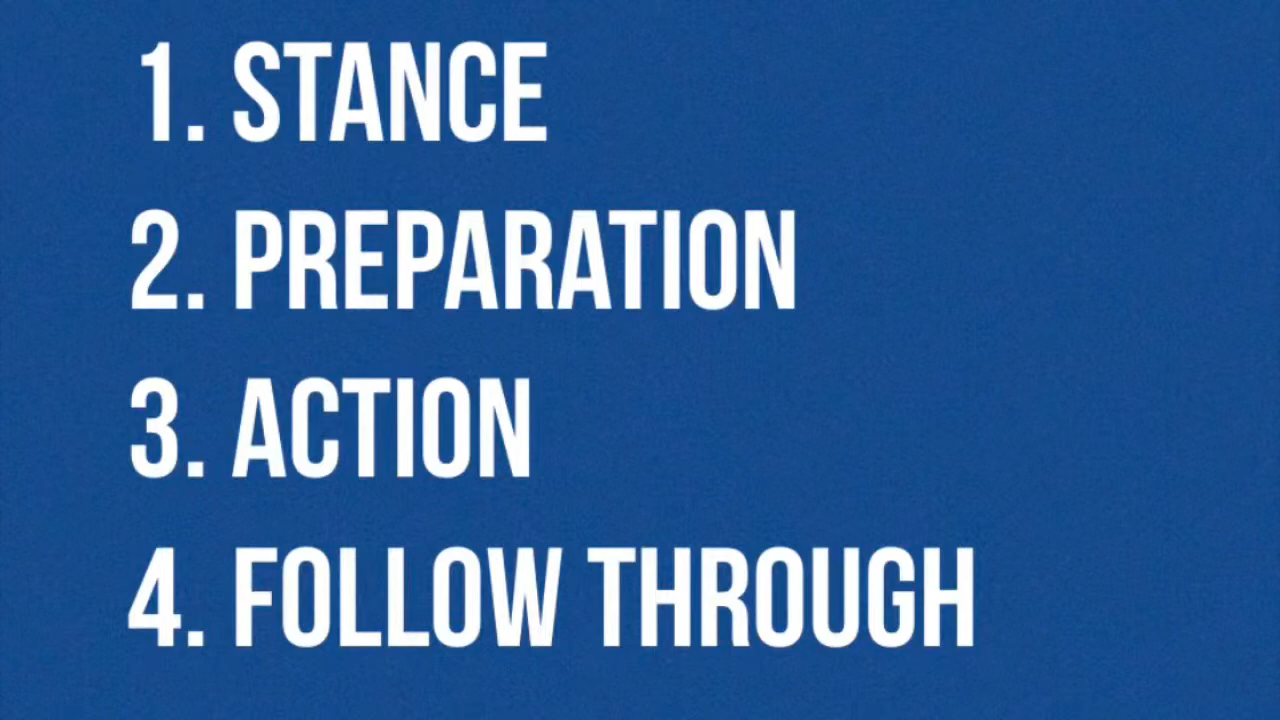 1. STANCE
2. PREPARATION
3. ACTION
4. FOLLOW THROUGH